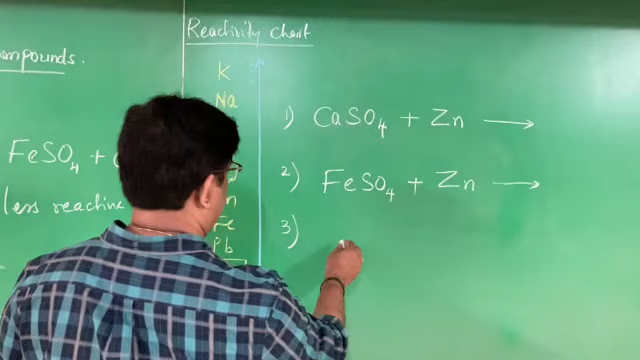 Reactivity chart
ompounds.
K
Na
1) CaSO4 + Zn →
FeSO4 +
2) FeSO4 + Zn →
less reactive
Fe
3)
Pb